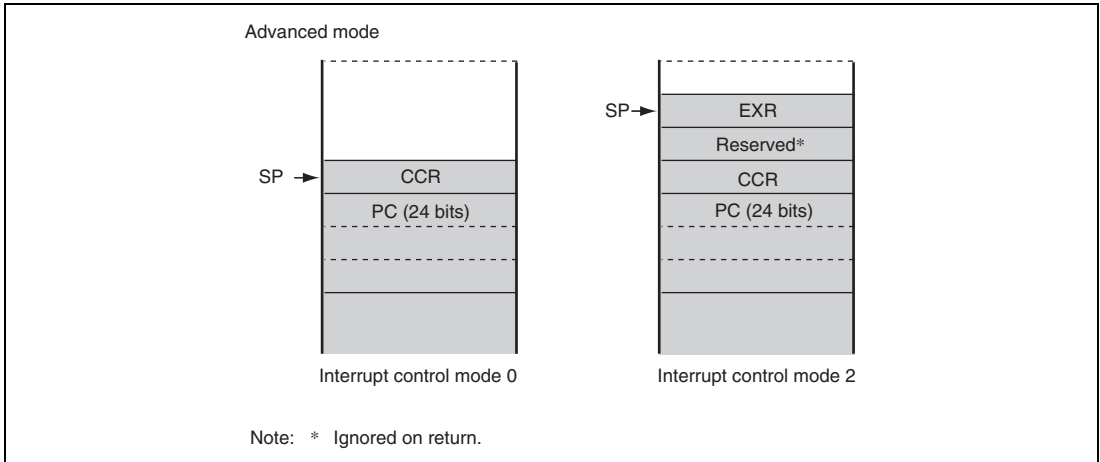 Advanced mode
SP
CCR
PC (24 bits)
Interrupt control mode 0
SP
EXR
Reserved*
CCR
PC (24 bits)
Interrupt control mode 2
Note: * Ignored on return.